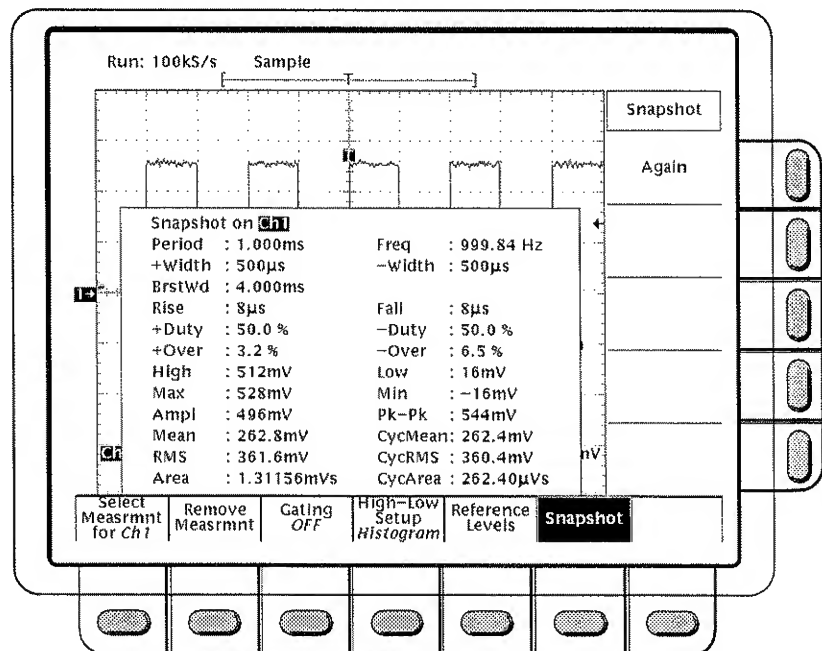 Run: 100kS/s Sample
T
Snapshot
T
Again
Snapshot on Ch1
Period : 1.000ms Freq : 999.84 Hz
+Width : 500µs −Width : 500µs
BrstWd : 4.000ms
1
Rise : 8µs Fall : 8µs
+Duty : 50.0 % −Duty : 50.0 %
+Over : 3.2 % −Over : 6.5 %
High : 512mV Low : 16mV
Max : 528mV Min : −16mV
Ampl : 496mV Pk−Pk : 544mV
Mean : 262.8mV CycMean: 262.4mV
Ch RMS : 361.6mV CycRMS : 360.4mV mV
Area : 1.31156mVs CycArea : 262.40µVs
Select Measrmnt for Ch1
Remove Measrmnt
Gating OFF
High−Low Setup Histogram
Reference Levels
Snapshot